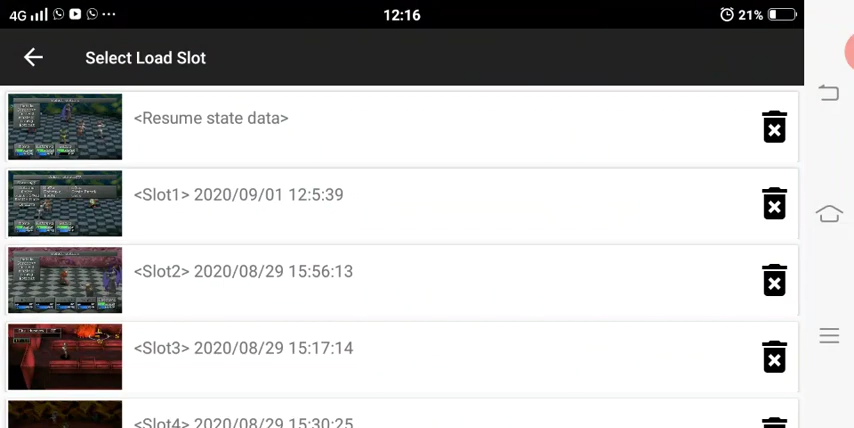 4G 12:16 21%
Select Load Slot
<Resume state data>
<Slot1> 2020/09/01 12:5:39
<Slot2> 2020/08/29 15:56:13
<Slot3> 2020/08/29 15:17:14
<Slot4> 2020/08/29 15:30:25